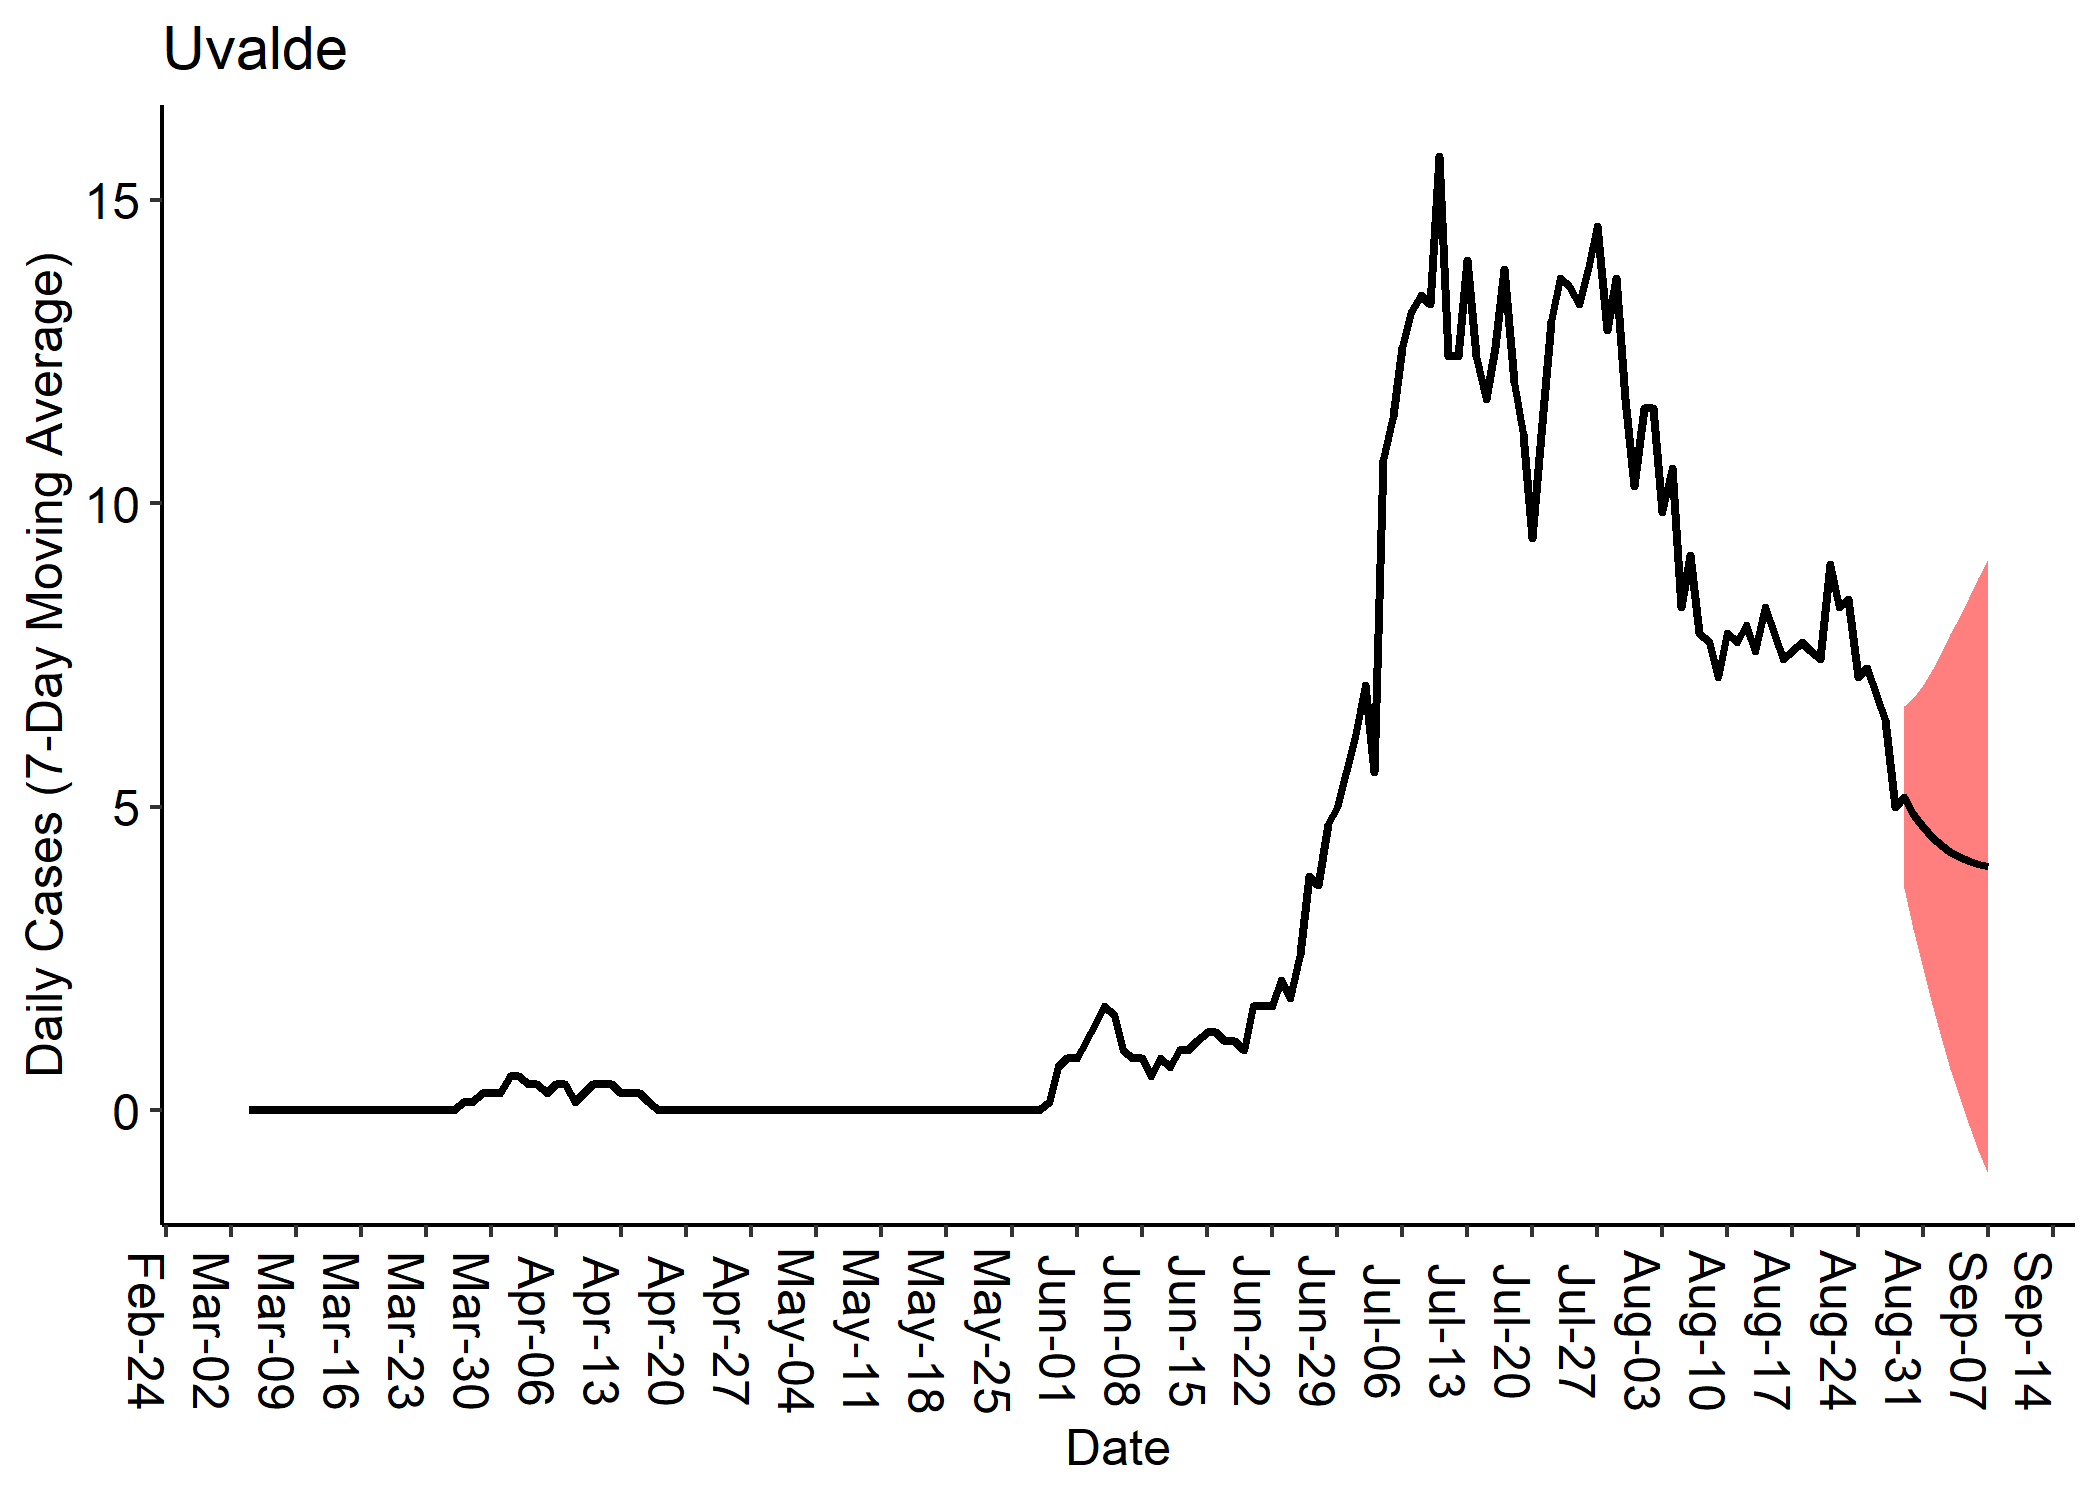 Uvalde
Daily Cases (7-Day Moving Average)
15
10
5
0
Feb-24
Mar-02
Mar-09
Mar-16
Mar-23
Mar-30
Apr-06
Apr-13
Apr-20
Apr-27
May-04
May-11
May-18
May-25
Jun-01
Jun-08
Jun-15
Jun-22
Jun-29
Jul-06
Jul-13
Jul-20
Jul-27
Aug-03
Aug-10
Aug-17
Aug-24
Aug-31
Sep-07
Sep-14
Date